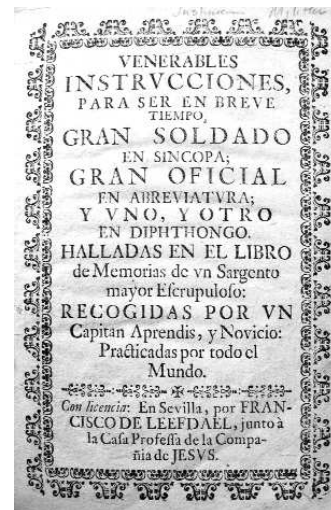 VENERABLES
INSTRVCCIONES,
PARA SER EN BREVE
TIEMPO,
GRAN SOLDADO
EN SINCOPA;
GRAN OFICIAL
EN ABREVIATVRA;
Y VNO, Y OTRO
EN DIPHTHONGO.
HALLADAS EN EL LIBRO
de Memorias de vn Sargento
mayor Eſcrupuloſo:
RECOGIDAS POR VN
Capitan Aprendis, y Novicio:
Practicadas por todo el
Mundo.
Con licencia: En Sevilla, por FRAN-
CISCO DE LEEFDAEL, junto à
la Caſa Profeſſa de la Compa-
ñia de JESVS.